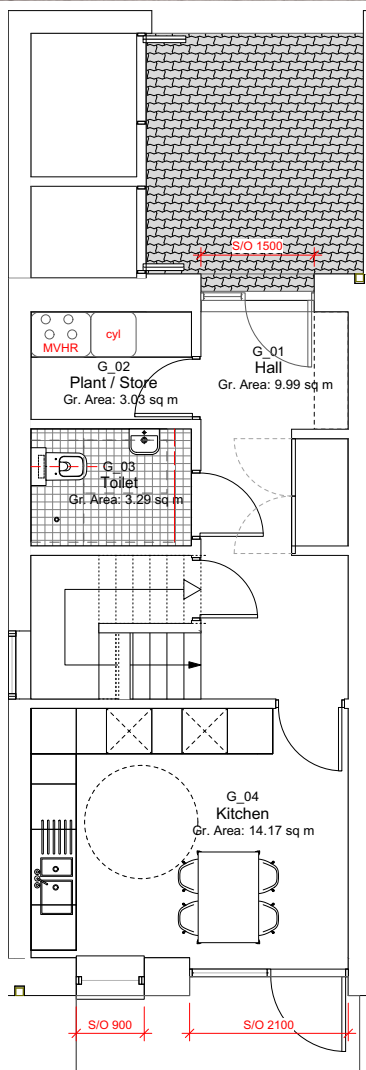 S/O 1500
MVHR
cyl
G_01
Hall
Gr. Area: 9.99 sq m
G_02
Plant / Store
Gr. Area: 3.03 sq m
G_03
Toilet
Gr. Area: 3.29 sq m
G_04
Kitchen
Gr. Area: 14.17 sq m
S/O 900
S/O 2100